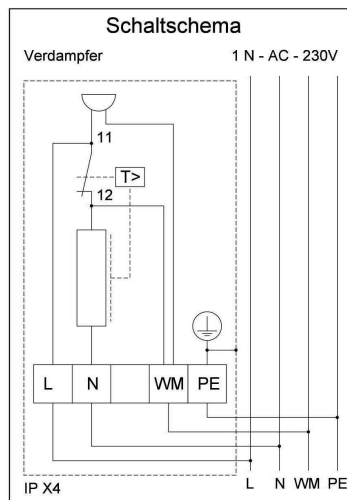 Schaltschema
Verdampfer 1 N - AC - 230V
11
T>
12
L N WM PE
L N WM PE
IP X4